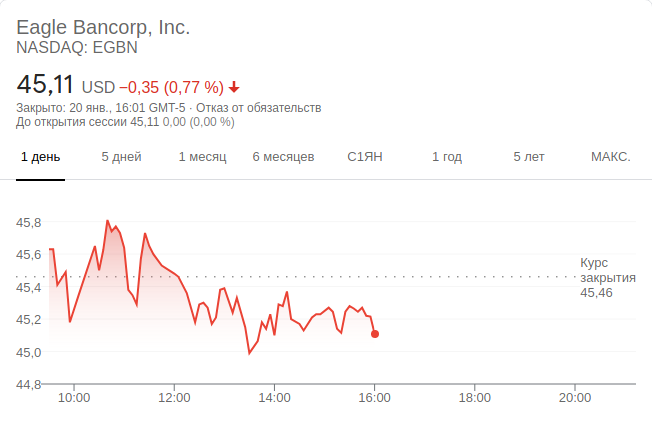 Eagle Bancorp, Inc.
NASDAQ: EGBN
45,11 USD −0,35 (0,77 %)
Закрыто: 20 янв., 16:01 GMT-5 · Отказ от обязательств
До открытия сессии 45,11 0,00 (0,00 %)
1 день 5 дней 1 месяц 6 месяцев С1ЯН 1 год 5 лет МАКС.
45,8
45,6
Курс
закрытия
45,46
45,4
45,2
45,0
44,8
10:00 12:00 14:00 16:00 18:00 20:00